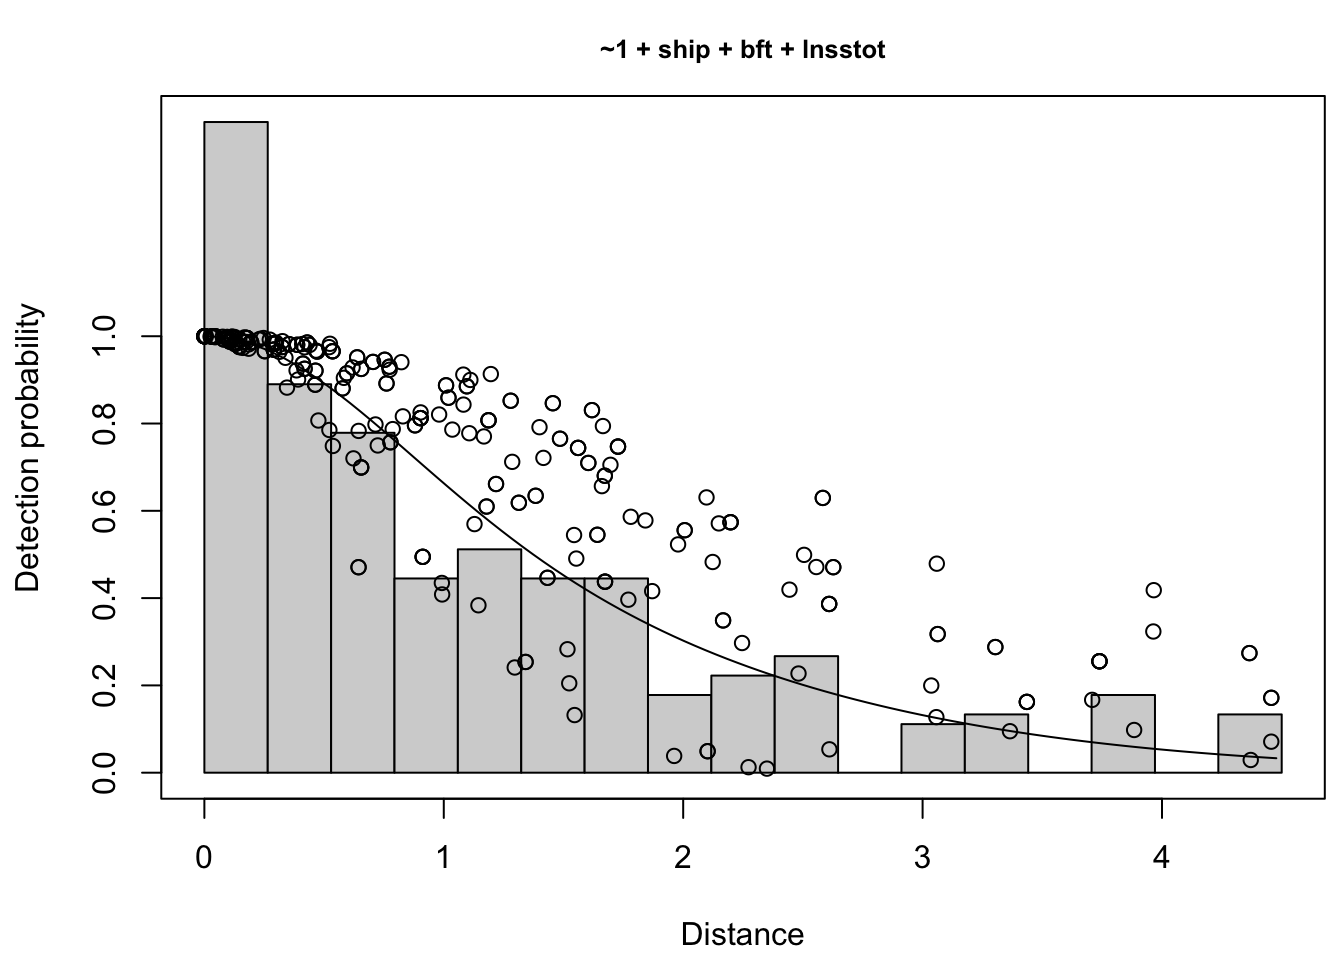 ~1 + ship + bft + lnsstot
Detection probability
1.0
0.8
0.6
0.4
0.2
0.0
0 1 2 3 4
Distance